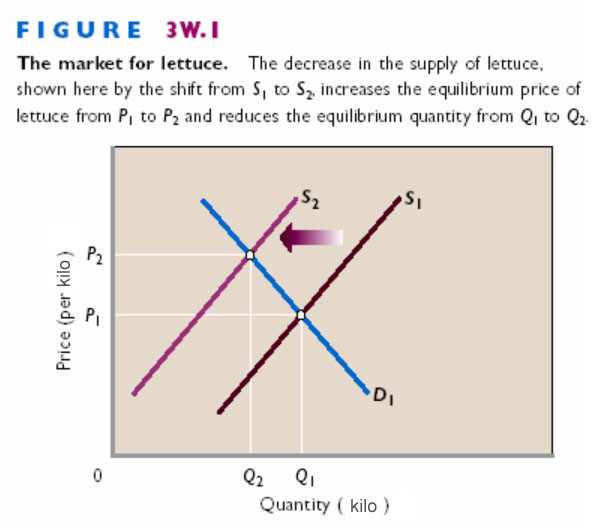 FIGURE 3W.1
The market for lettuce. The decrease in the supply of lettuce,
shown here by the shift from S₁ to S₂, increases the equilibrium price of
lettuce from P₁ to P₂ and reduces the equilibrium quantity from Q₁ to Q₂.
S₂
S₁
P₂
Price (per kilo)
P₁
D₁
0
Q₂ Q₁
Quantity ( kilo )